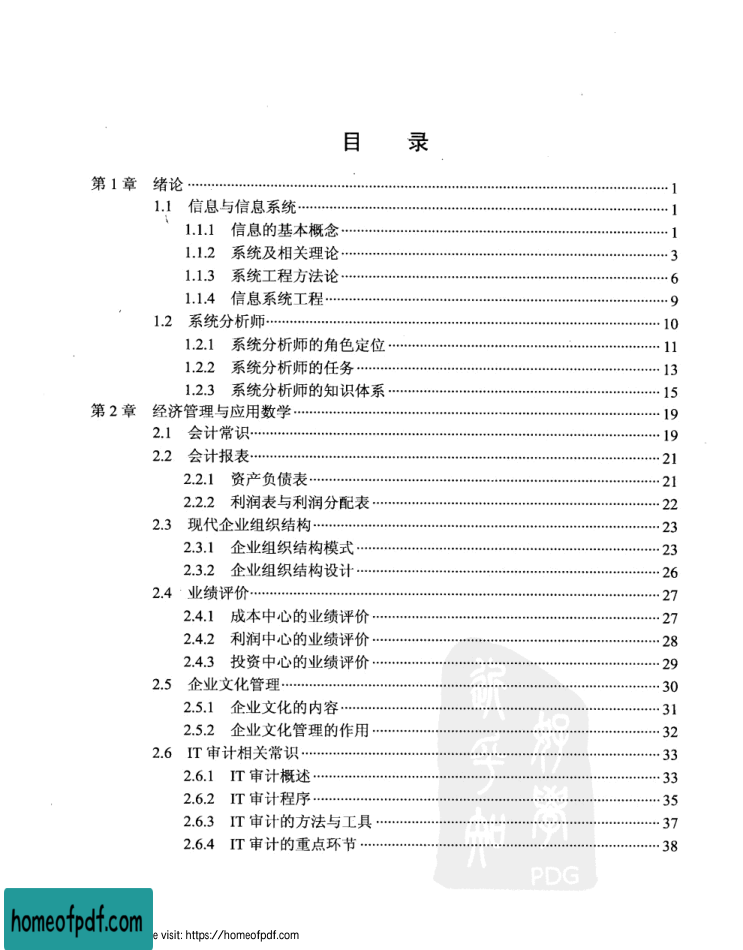 目 录
第 1 章 绪论 …… 1
1.1 信息与信息系统 …… 1
1.1.1 信息的基本概念 …… 1
1.1.2 系统及相关理论 …… 3
1.1.3 系统工程方法论 …… 6
1.1.4 信息系统工程 …… 9
1.2 系统分析师 …… 10
1.2.1 系统分析师的角色定位 …… 11
1.2.2 系统分析师的任务 …… 13
1.2.3 系统分析师的知识体系 …… 15
第 2 章 经济管理与应用数学 …… 19
2.1 会计常识 …… 19
2.2 会计报表 …… 21
2.2.1 资产负债表 …… 21
2.2.2 利润表与利润分配表 …… 22
2.3 现代企业组织结构 …… 23
2.3.1 企业组织结构模式 …… 23
2.3.2 企业组织结构设计 …… 26
2.4 业绩评价 …… 27
2.4.1 成本中心的业绩评价 …… 27
2.4.2 利润中心的业绩评价 …… 28
2.4.3 投资中心的业绩评价 …… 29
2.5 企业文化管理 …… 30
2.5.1 企业文化的内容 …… 31
2.5.2 企业文化管理的作用 …… 32
2.6 IT 审计相关常识 …… 33
2.6.1 IT 审计概述 …… 33
2.6.2 IT 审计程序 …… 35
2.6.3 IT 审计的方法与工具 …… 37
2.6.4 IT 审计的重点环节 …… 38
PDG
homeofpdf.com
e visit: https://homeofpdf.com